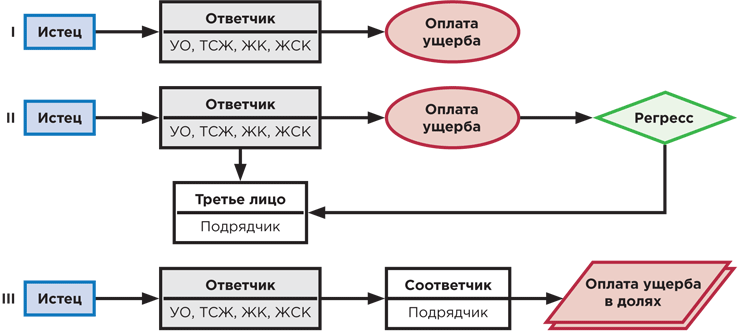 I
Истец
Ответчик
УО, ТСЖ, ЖК, ЖСК
Оплата
ущерба
II
Истец
Ответчик
УО, ТСЖ, ЖК, ЖСК
Оплата
ущерба
Регресс
Третье лицо
Подрядчик
III
Истец
Ответчик
УО, ТСЖ, ЖК, ЖСК
Соответчик
Подрядчик
Оплата ущерба
в долях